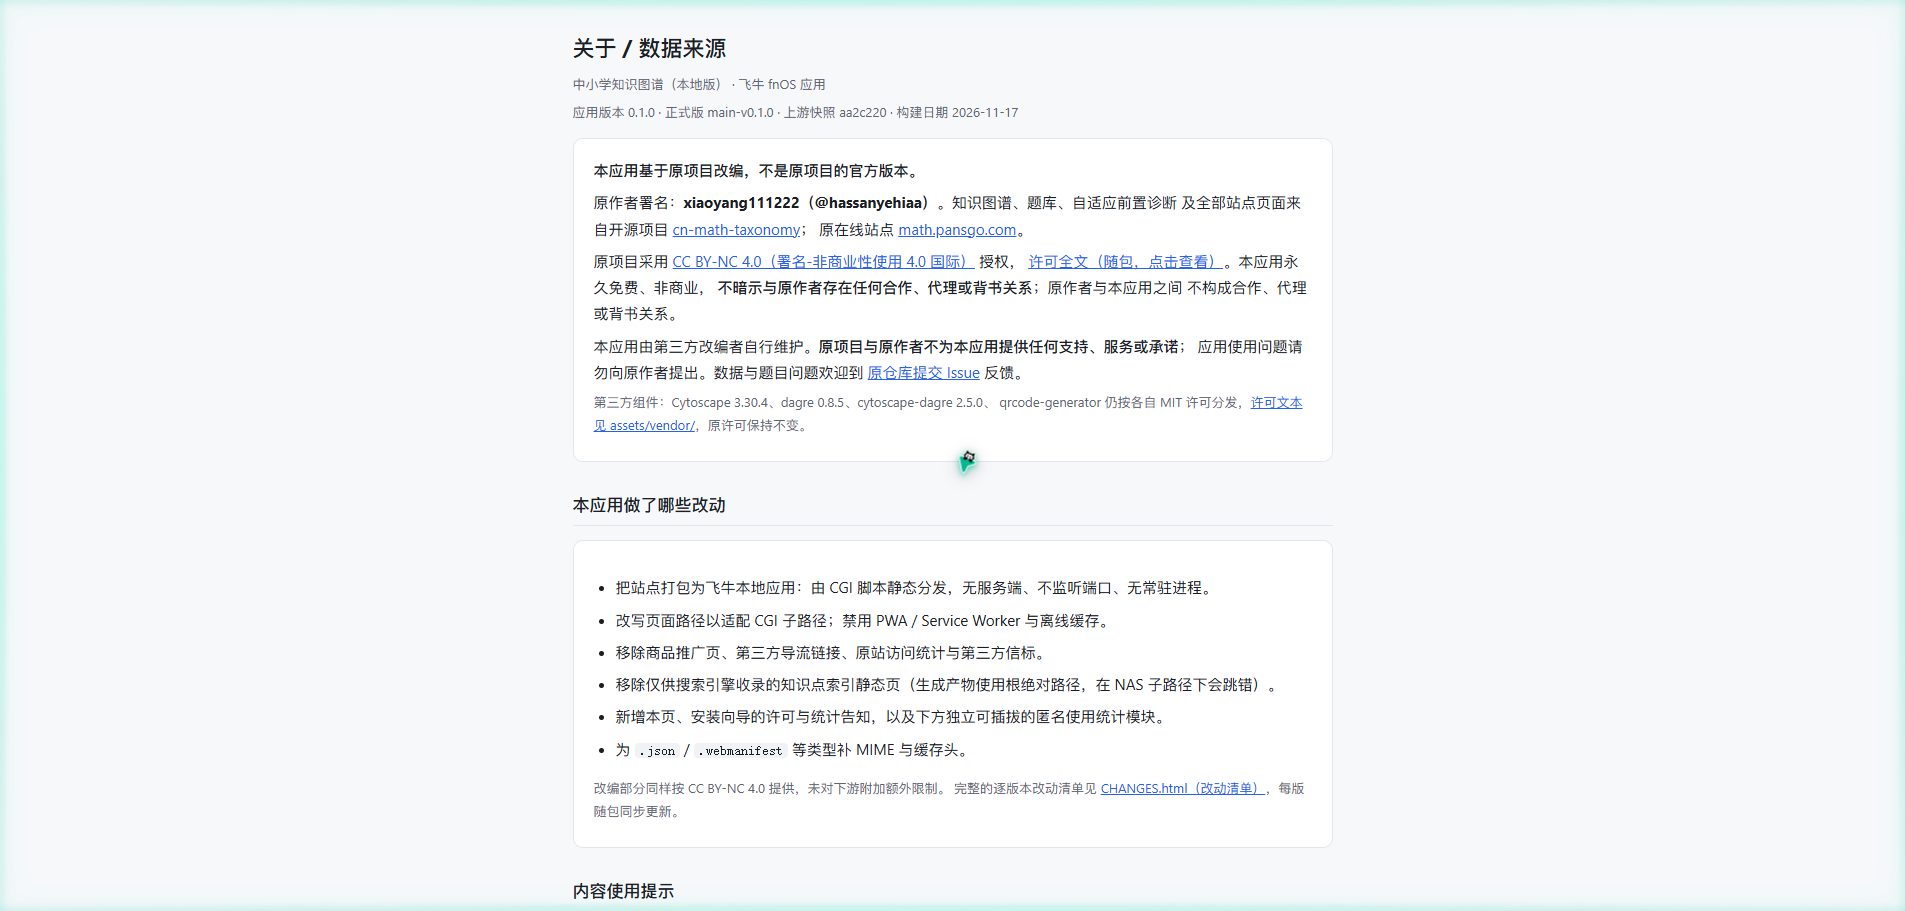 关于 / 数据来源
中小学知识图谱（本地版） · 飞牛 fnOS 应用
应用版本 0.1.0 · 正式版 main-v0.1.0 · 上游快照 aa2c220 · 构建日期 2026-11-17
本应用基于原项目改编，不是原项目的官方版本。
原作者署名：xiaoyang111222（@hassanyehiaa）。知识图谱、题库、自适应前置诊断 及全部站点页面来
自开源项目 cn-math-taxonomy； 原在线站点 math.pansgo.com。
原项目采用 CC BY-NC 4.0（署名-非商业性使用 4.0 国际） 授权， 许可全文（随包，点击查看）。本应用永
久免费、非商业， 不暗示与原作者存在任何合作、代理或背书关系；原作者与本应用之间 不构成合作、代理
或背书关系。
本应用由第三方改编者自行维护。原项目与原作者不为本应用提供任何支持、服务或承诺； 应用使用问题请
勿向原作者提出。数据与题目问题欢迎到 原仓库提交 Issue 反馈。
第三方组件：Cytoscape 3.30.4、dagre 0.8.5、cytoscape-dagre 2.5.0、 qrcode-generator 仍按各自 MIT 许可分发，许可文本
见 assets/vendor/，原许可保持不变。
本应用做了哪些改动
• 把站点打包为飞牛本地应用：由 CGI 脚本静态分发，无服务端、不监听端口、无常驻进程。
• 改写页面路径以适配 CGI 子路径；禁用 PWA / Service Worker 与离线缓存。
• 移除商品推广页、第三方导流链接、原站访问统计与第三方信标。
• 移除仅供搜索引擎收录的知识点索引静态页（生成产物使用根绝对路径，在 NAS 子路径下会跳错）。
• 新增本页、安装向导的许可与统计告知，以及下方独立可插拔的匿名使用统计模块。
• 为 .json / .webmanifest 等类型补 MIME 与缓存头。
改编部分同样按 CC BY-NC 4.0 提供，未对下游附加额外限制。 完整的逐版本改动清单见 CHANGES.html（改动清单），每版
随包同步更新。
内容使用提示